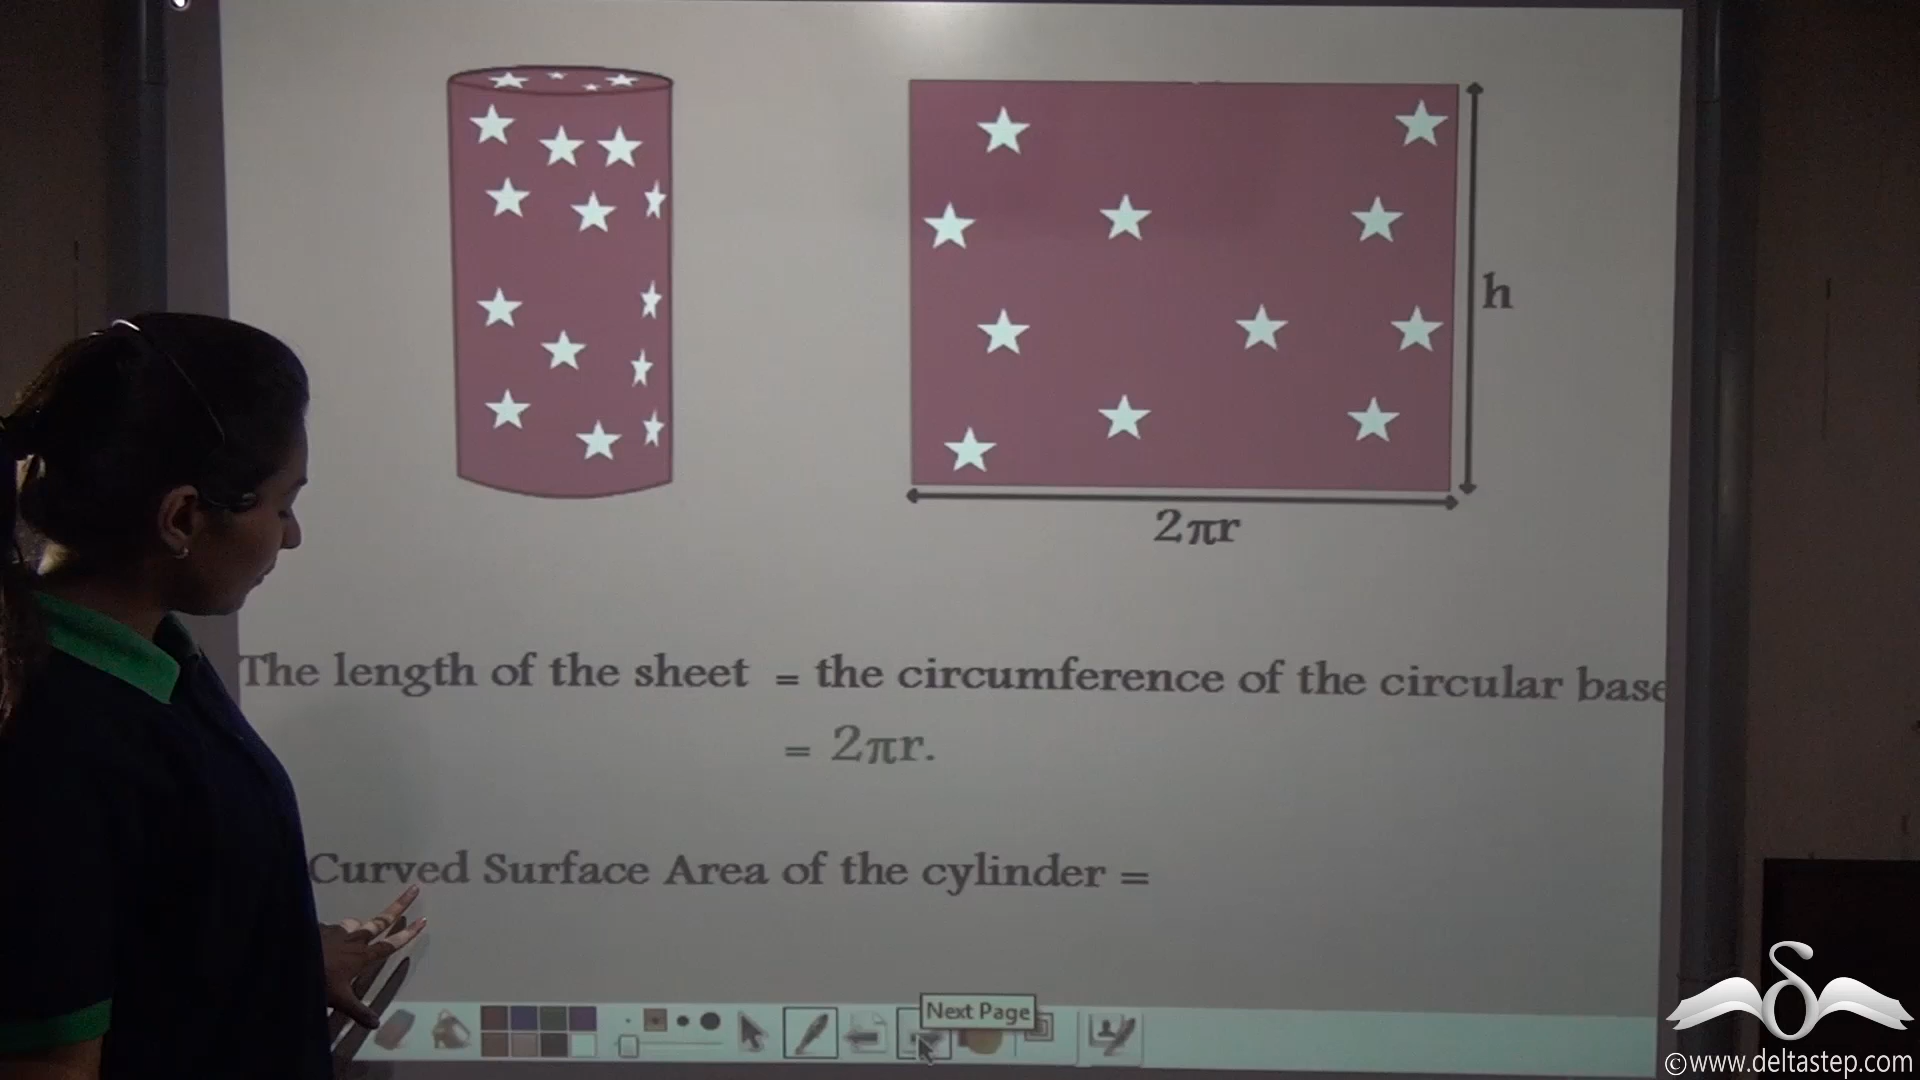 h
2πr
The length of the sheet = the circumference of the circular base
= 2πr.
Curved Surface Area of the cylinder =
Next Page
©www.deltastep.com